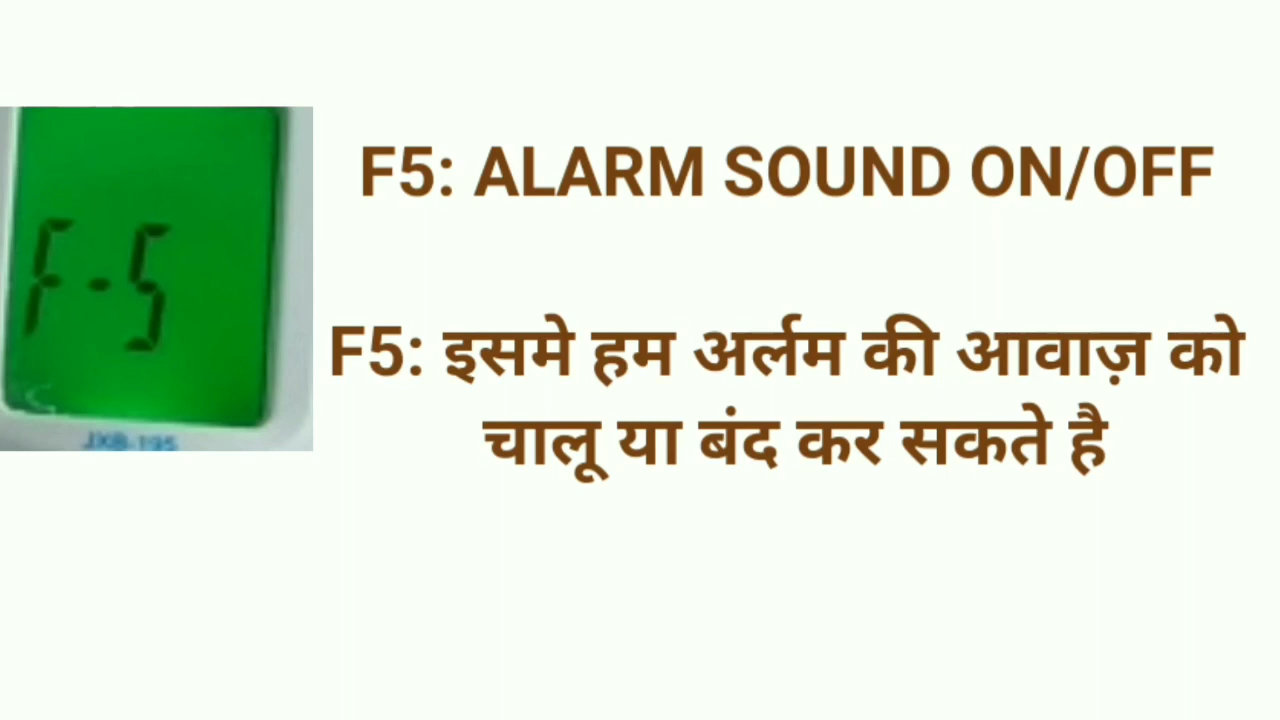 F-5
JXB-195
F5: ALARM SOUND ON/OFF
F5: इसमे हम अर्लम की आवाज़ को
चालू या बंद कर सकते है